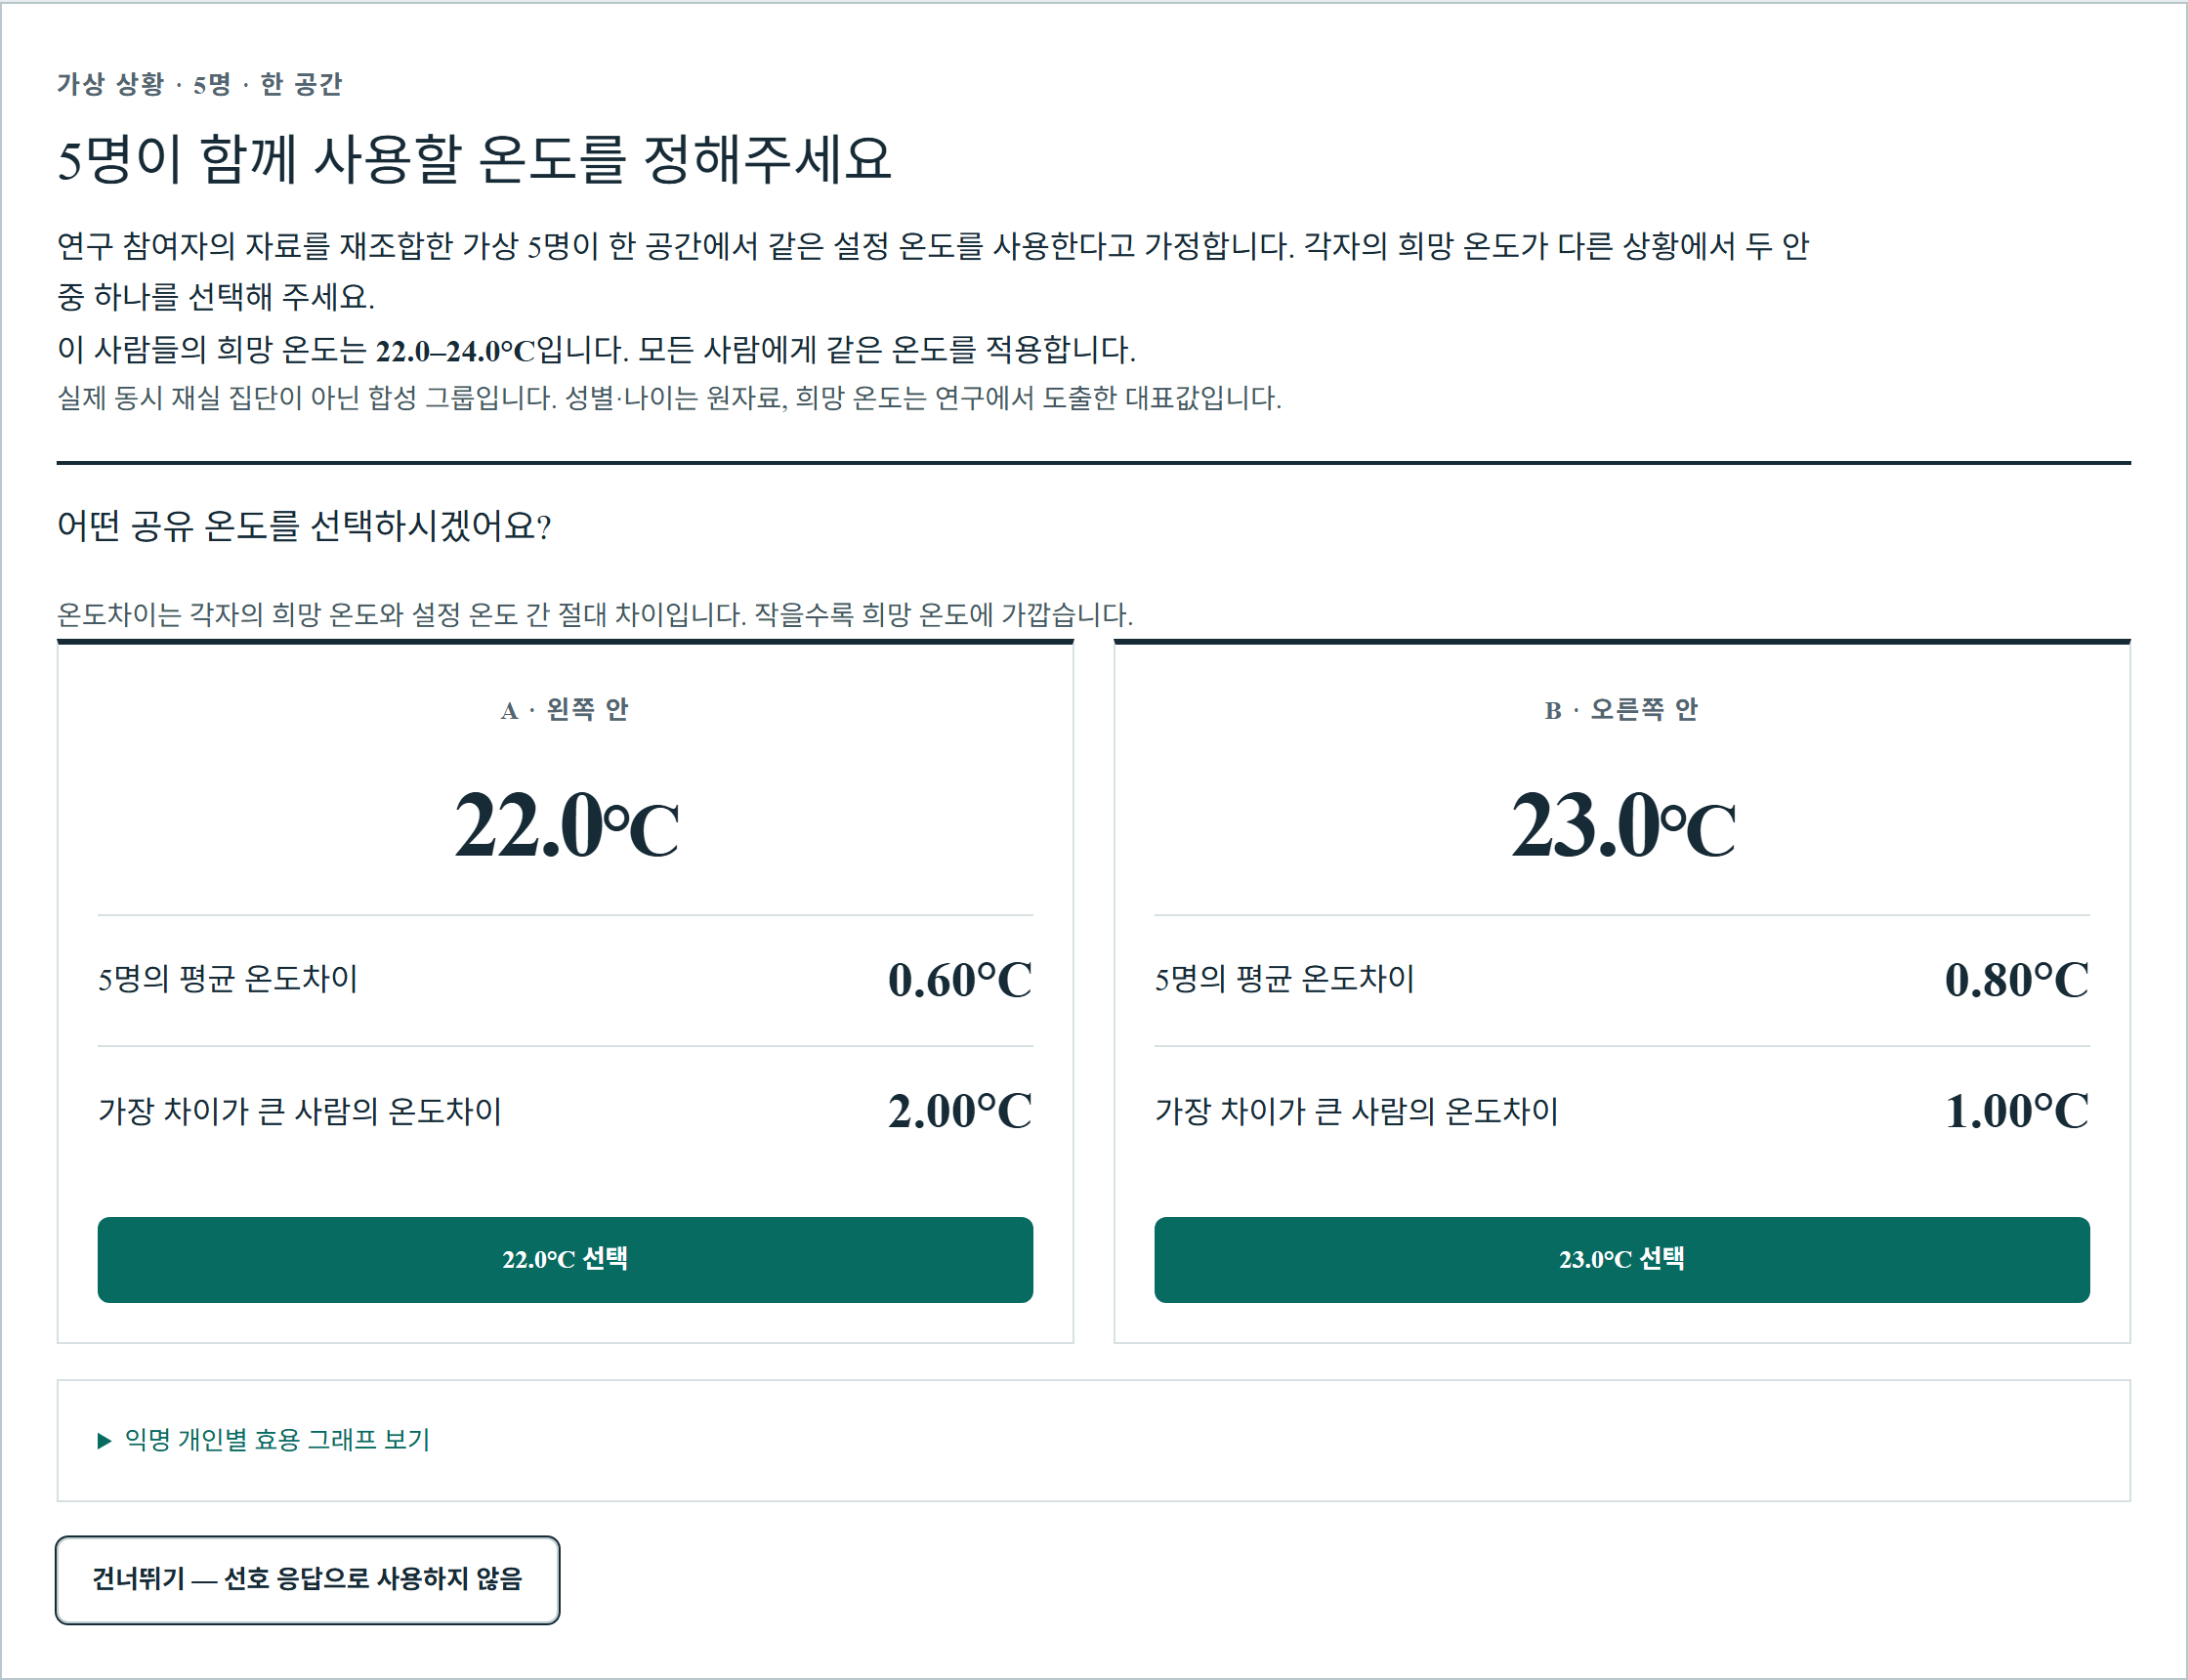 가상 상황 · 5명 · 한 공간
5명이 함께 사용할 온도를 정해주세요
연구 참여자의 자료를 재조합한 가상 5명이 한 공간에서 같은 설정 온도를 사용한다고 가정합니다. 각자의 희망 온도가 다른 상황에서 두 안
중 하나를 선택해 주세요.
이 사람들의 희망 온도는 22.0–24.0°C입니다. 모든 사람에게 같은 온도를 적용합니다.
실제 동시 재실 집단이 아닌 합성 그룹입니다. 성별·나이는 원자료, 희망 온도는 연구에서 도출한 대표값입니다.
어떤 공유 온도를 선택하시겠어요?
온도차이는 각자의 희망 온도와 설정 온도 간 절대 차이입니다. 작을수록 희망 온도에 가깝습니다.
A · 왼쪽 안
22.0°C
5명의 평균 온도차이 0.60°C
가장 차이가 큰 사람의 온도차이 2.00°C
22.0°C 선택
B · 오른쪽 안
23.0°C
5명의 평균 온도차이 0.80°C
가장 차이가 큰 사람의 온도차이 1.00°C
23.0°C 선택
▶ 익명 개인별 효용 그래프 보기
건너뛰기 — 선호 응답으로 사용하지 않음